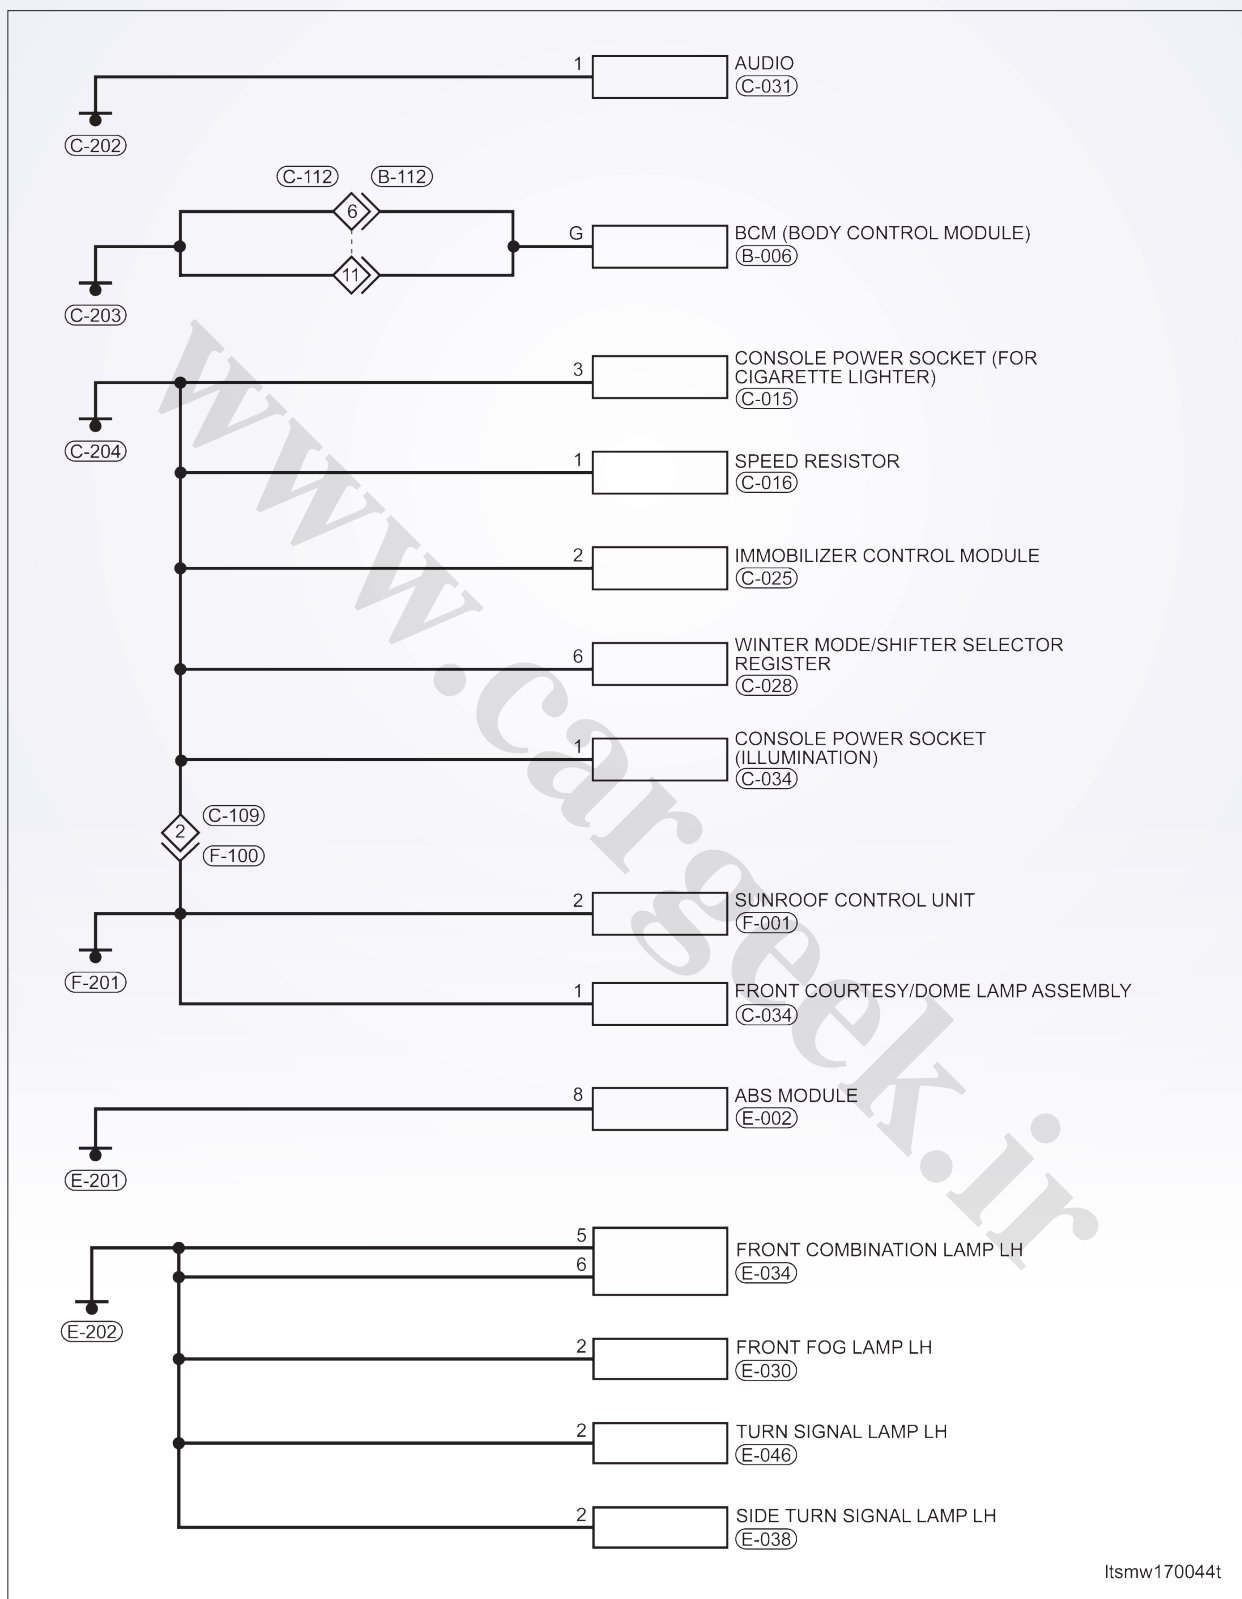 1 AUDIO
C-031
C-202
C-112 B-112
6
G BCM (BODY CONTROL MODULE)
B-006
11
C-203
3 CONSOLE POWER SOCKET (FOR
CIGARETTE LIGHTER)
C-015
C-204
1 SPEED RESISTOR
C-016
2 IMMOBILIZER CONTROL MODULE
C-025
6 WINTER MODE/SHIFTER SELECTOR
REGISTER
C-028
1 CONSOLE POWER SOCKET
(ILLUMINATION)
C-034
C-109
2
F-100
2 SUNROOF CONTROL UNIT
F-001
F-201
1 FRONT COURTESY/DOME LAMP ASSEMBLY
C-034
8 ABS MODULE
E-002
E-201
5
6 FRONT COMBINATION LAMP LH
E-034
E-202
2 FRONT FOG LAMP LH
E-030
2 TURN SIGNAL LAMP LH
E-046
2 SIDE TURN SIGNAL LAMP LH
E-038
ltsmw170044t
www.cargeek.ir